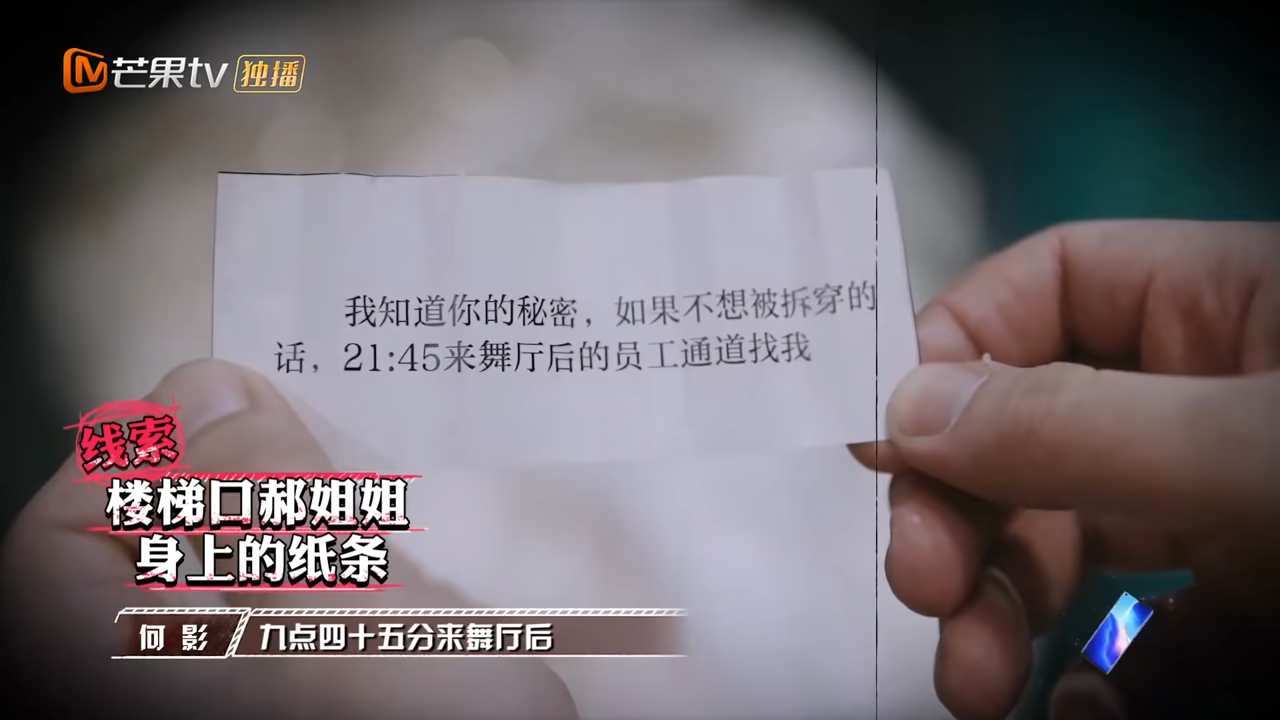 芒果tv 独播
我知道你的秘密，如果不想被拆穿的
话，21:45来舞厅后的员工通道找我
线索
楼梯口郝姐姐
身上的纸条
何影 九点四十五分来舞厅后